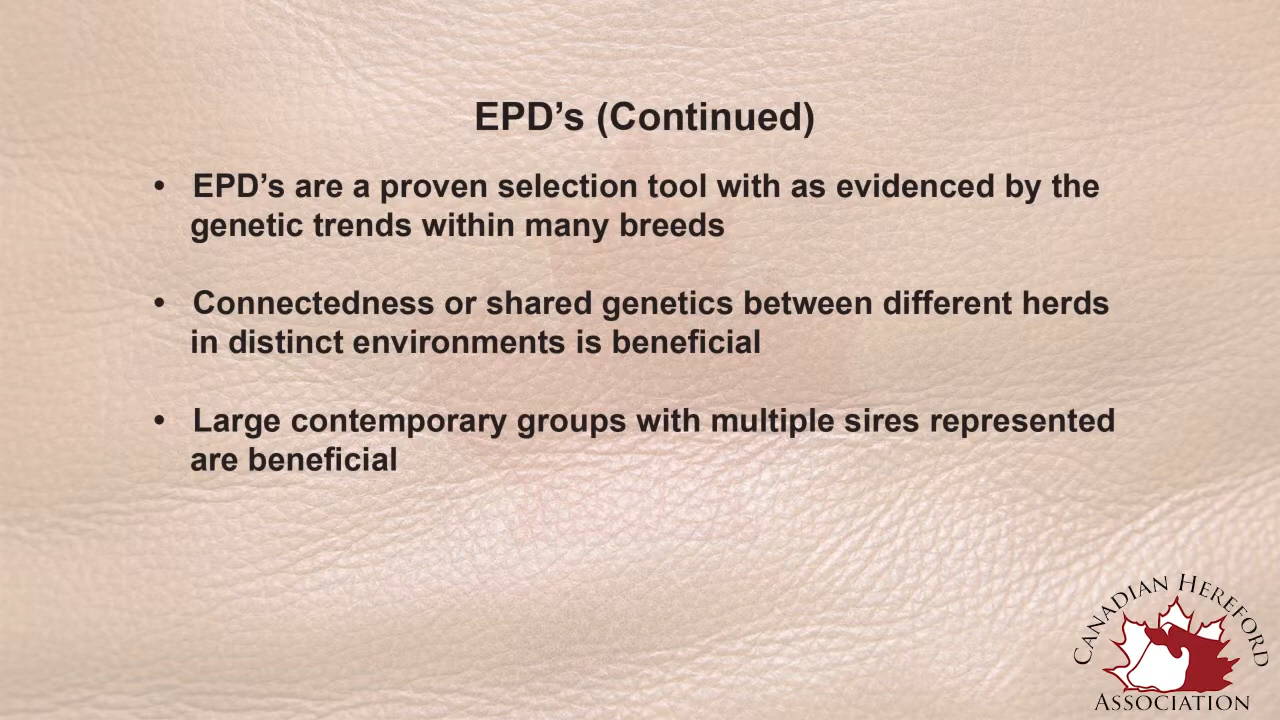 EPD’s (Continued)
• EPD’s are a proven selection tool with as evidenced by the
genetic trends within many breeds
• Connectedness or shared genetics between different herds
in distinct environments is beneficial
• Large contemporary groups with multiple sires represented
are beneficial
CANADIAN HEREFORD
ASSOCIATION